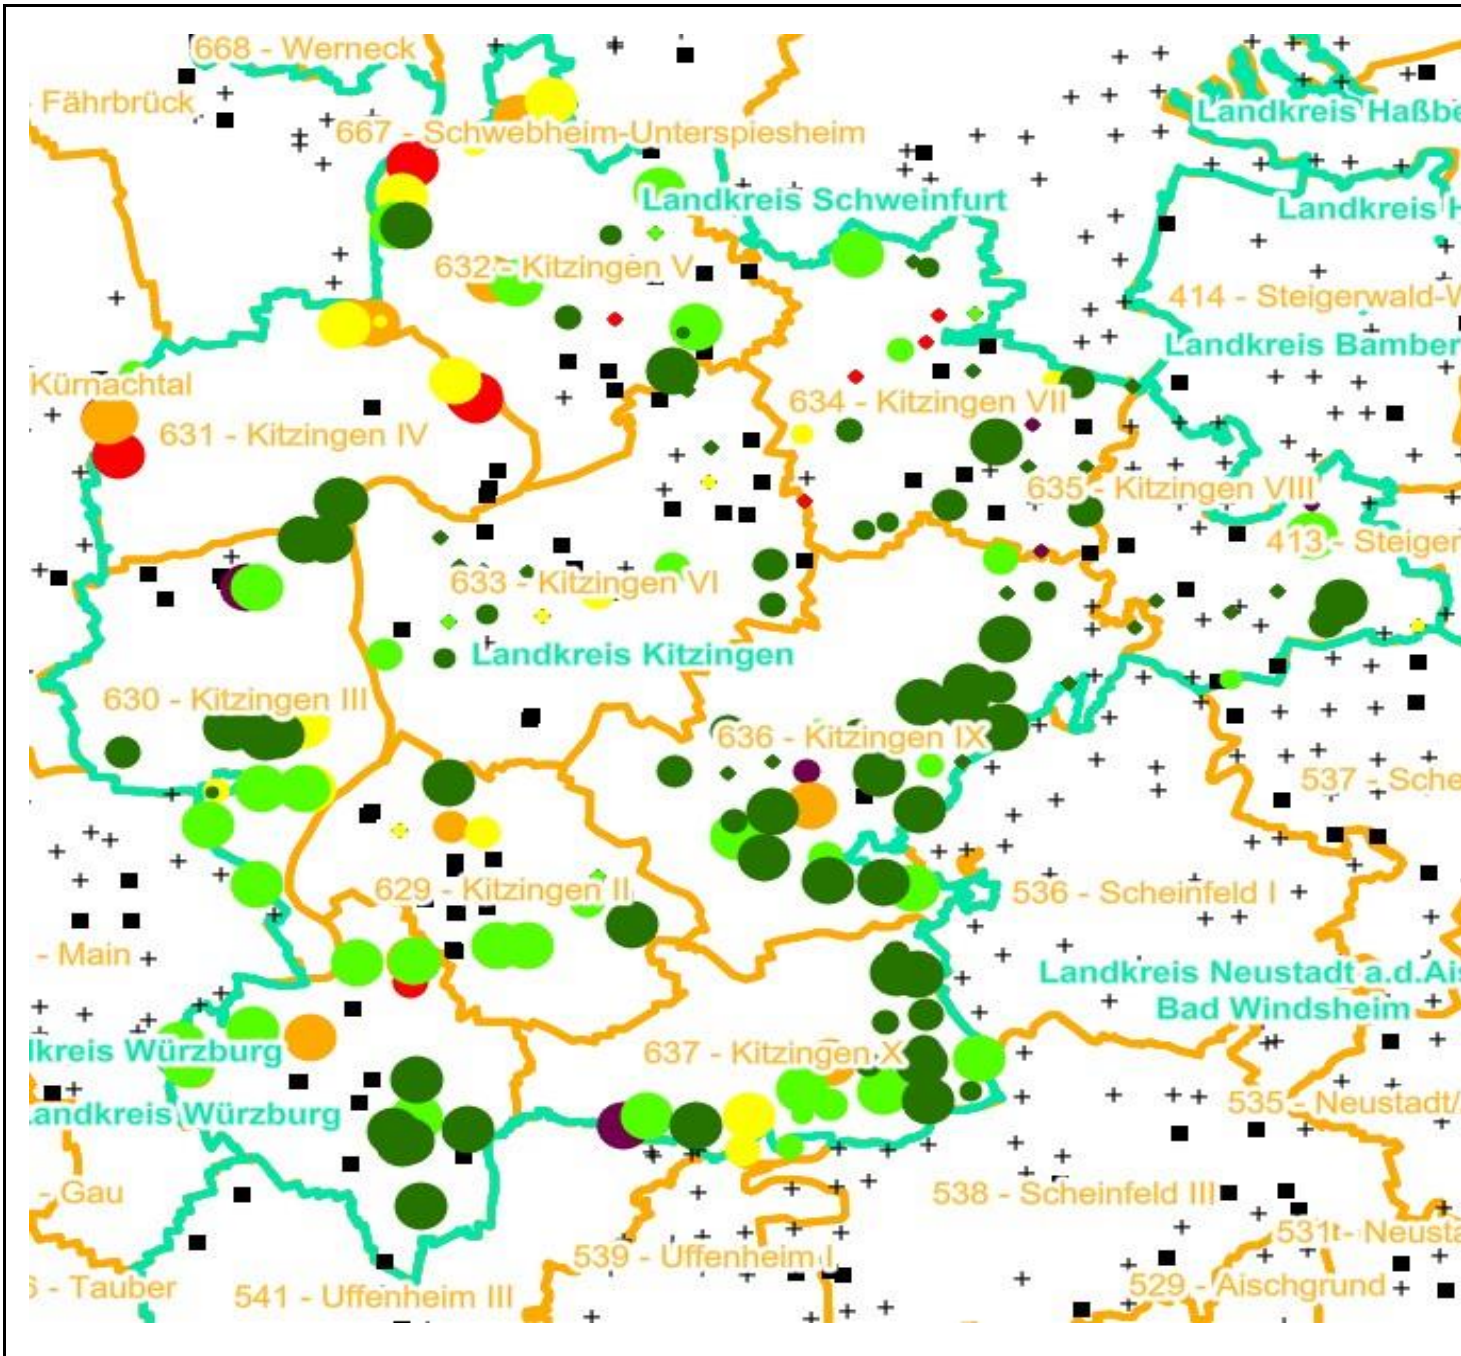 668 - Werneck
Fährbrück
Landkreis Haßbe
667 - Schwebheim-Unterspiesheim
Landkreis Schweinfurt
Landkreis H
632 - Kitzingen V
414 - Steigerwald-W
Landkreis Bamber
Kürnachtal
634 - Kitzingen VII
631 - Kitzingen IV
635 - Kitzingen VIII
413 - Steiger
633 - Kitzingen VI
Landkreis Kitzingen
630 - Kitzingen III
636 - Kitzingen IX
537 - Sche
629 - Kitzingen II
536 - Scheinfeld I
- Main
Landkreis Neustadt a.d.Ais
Bad Windsheim
lkreis Würzburg
637 - Kitzingen X
535 - Neustadt/
andkreis Würzburg
- Gau
538 - Scheinfeld III
531 - Neusta
539 - Uffenheim I
6 - Tauber
541 - Uffenheim III
529 - Aischgrund